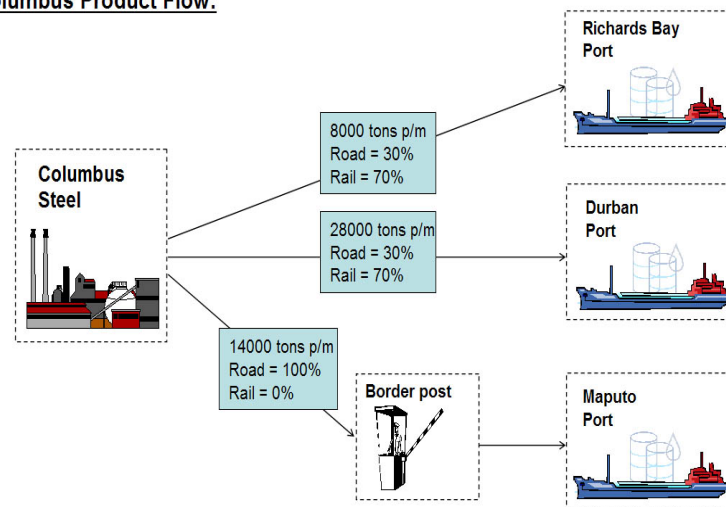 Product Flow:
Richards Bay
Port
8000 tons p/m
Road = 30%
Rail = 70%
Columbus
Steel
Durban
Port
28000 tons p/m
Road = 30%
Rail = 70%
14000 tons p/m
Road = 100%
Rail = 0%
Border post
Maputo
Port